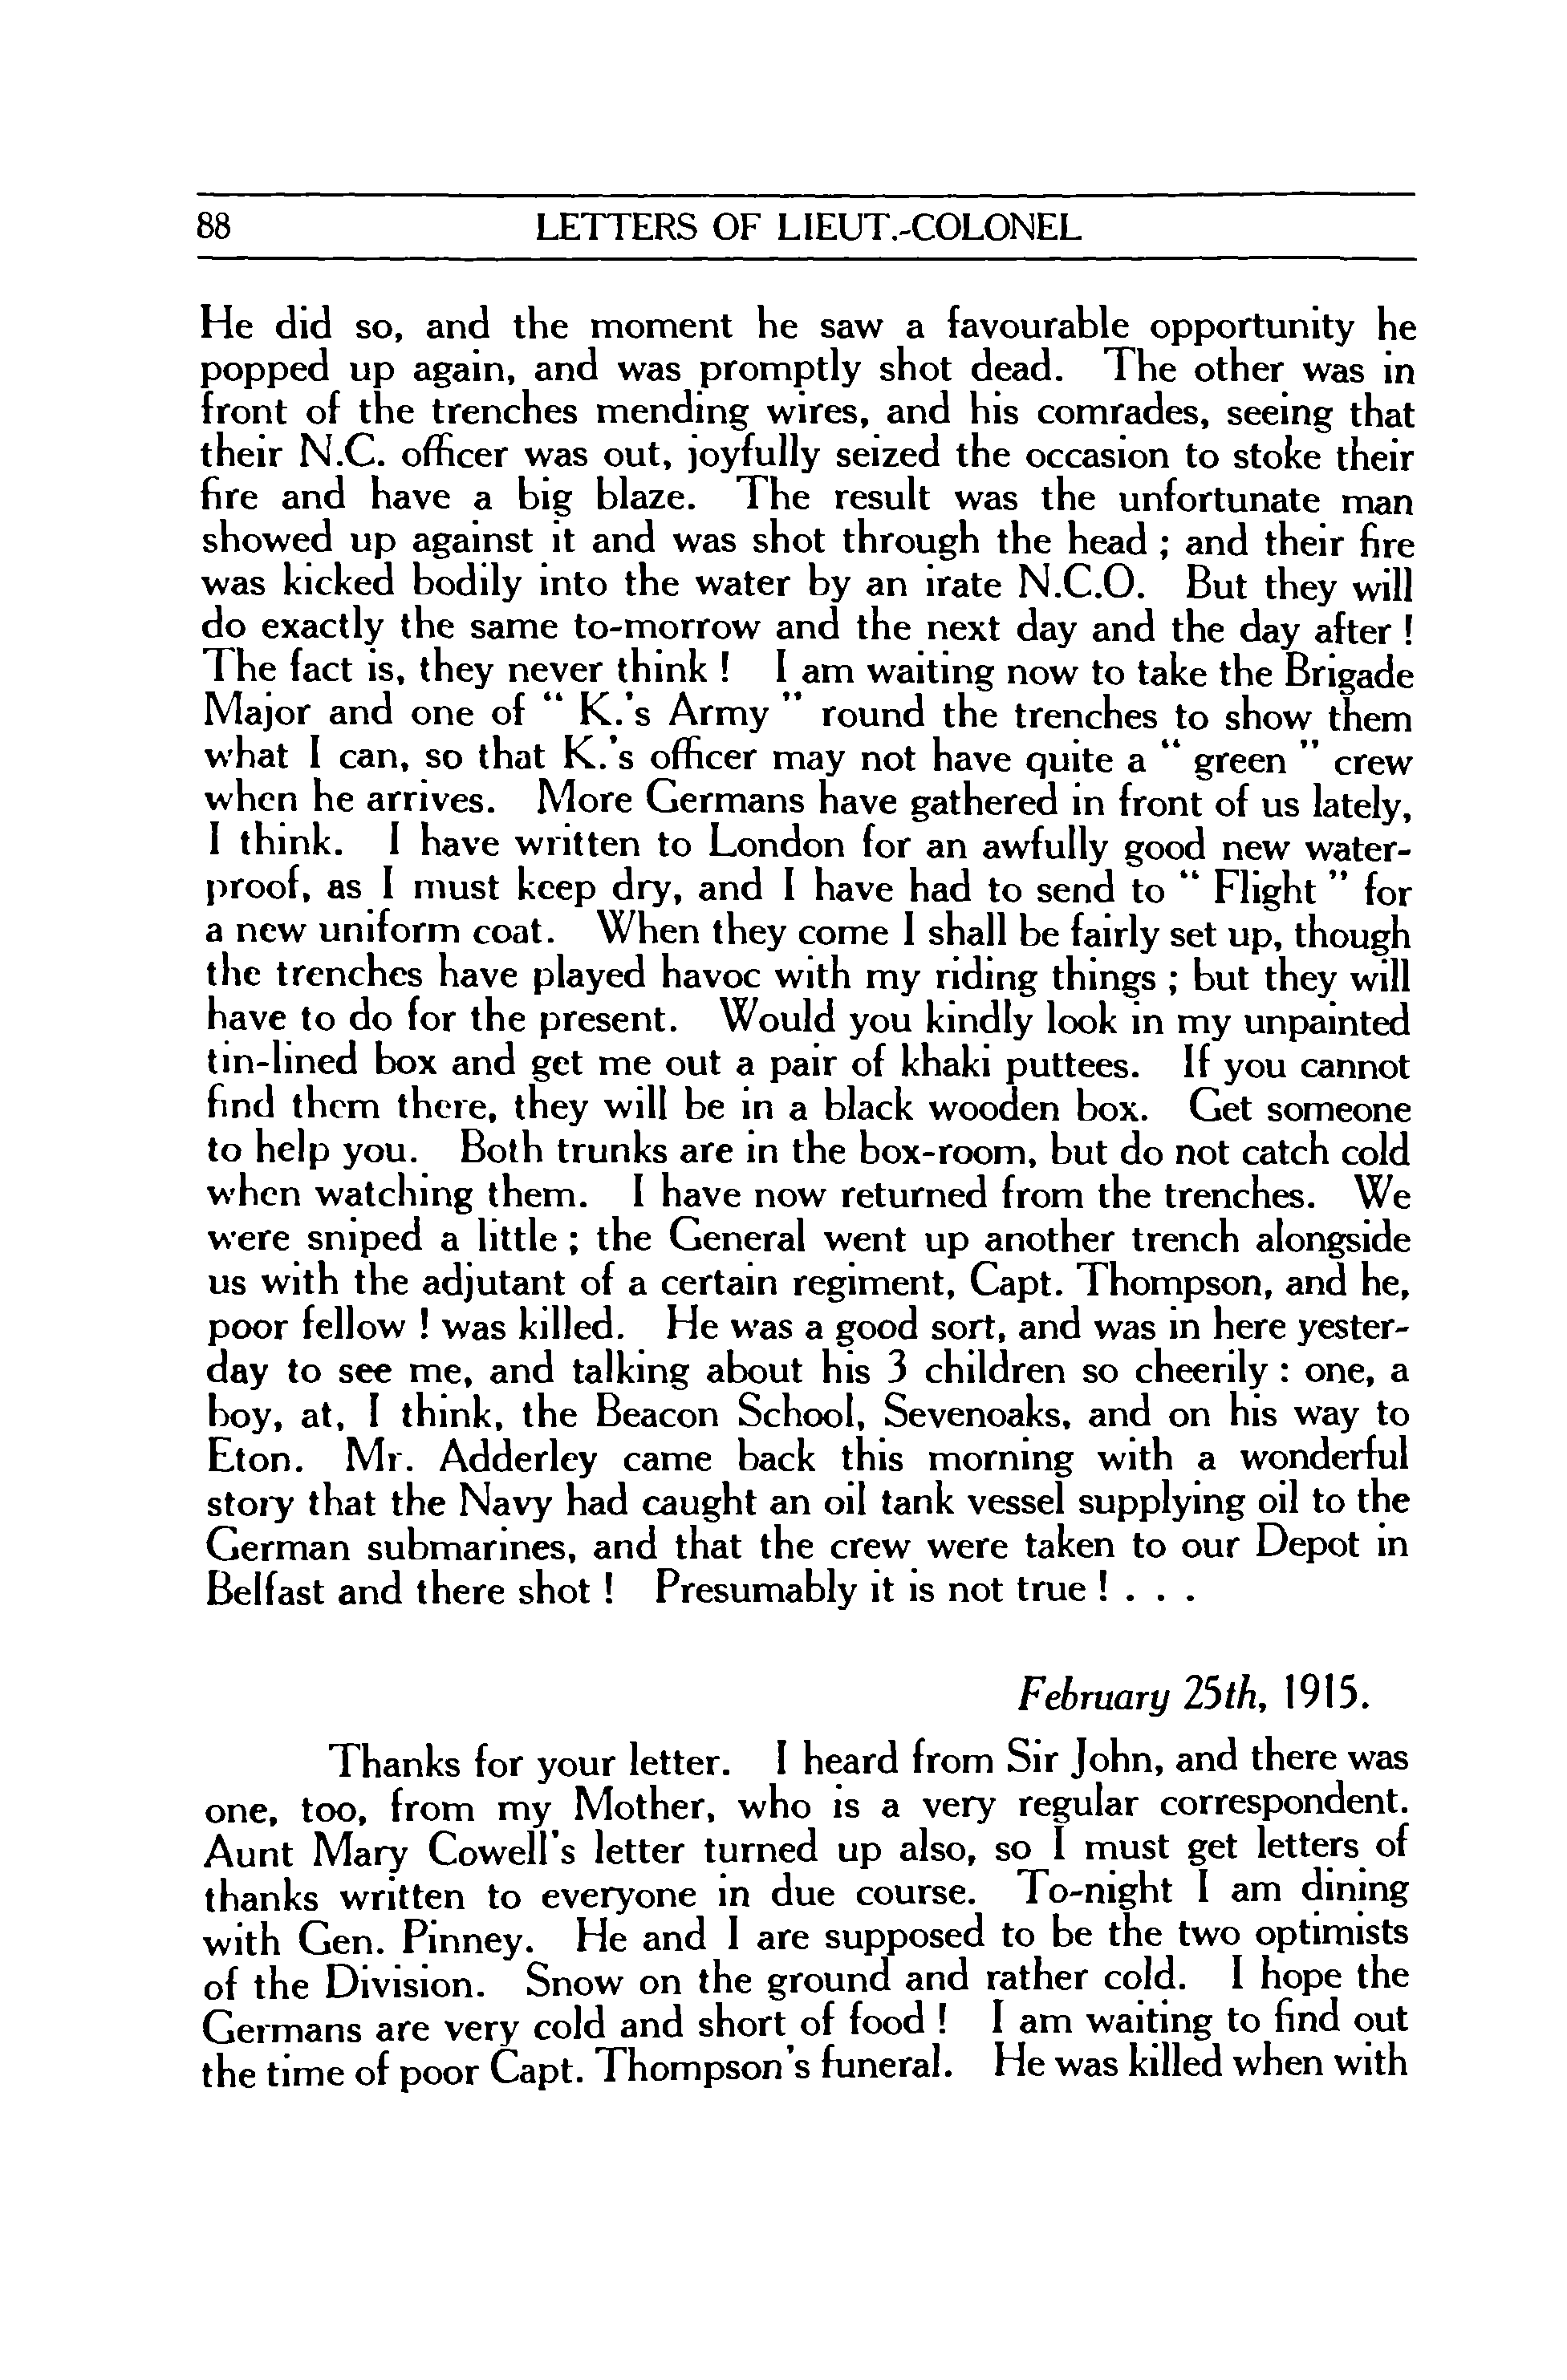 88 LETTERS OF LIEUT.-COLONEL
He did so, and the moment he saw a favourable opportunity he
popped up again, and was promptly shot dead. The other was in
front of the trenches mending wires, and his comrades, seeing that
their N.C. officer was out, joyfully seized the occasion to stoke their
fire and have a big blaze. The result was the unfortunate man
showed up against it and was shot through the head ; and their fire
was kicked bodily into the water by an irate N.C.O. But they will
do exactly the same to-morrow and the next day and the day after !
The fact is, they never think ! I am waiting now to take the Brigade
Major and one of “ K.’s Army ” round the trenches to show them
what I can, so that K.’s officer may not have quite a “ green ” crew
when he arrives. More Germans have gathered in front of us lately,
I think. I have written to London for an awfully good new water-
proof, as I must keep dry, and I have had to send to “ Flight ” for
a new uniform coat. When they come I shall be fairly set up, though
the trenches have played havoc with my riding things ; but they will
have to do for the present. Would you kindly look in my unpainted
tin-lined box and get me out a pair of khaki puttees. If you cannot
find them there, they will be in a black wooden box. Get someone
to help you. Both trunks are in the box-room, but do not catch cold
when watching them. I have now returned from the trenches. We
were sniped a little ; the General went up another trench alongside
us with the adjutant of a certain regiment, Capt. Thompson, and he,
poor fellow ! was killed. He was a good sort, and was in here yester-
day to see me, and talking about his 3 children so cheerily : one, a
boy, at, I think, the Beacon School, Sevenoaks, and on his way to
Eton. Mr. Adderley came back this morning with a wonderful
story that the Navy had caught an oil tank vessel supplying oil to the
German submarines, and that the crew were taken to our Depot in
Belfast and there shot ! Presumably it is not true ! . . .
February 25th, 1915.
Thanks for your letter. I heard from Sir John, and there was
one, too, from my Mother, who is a very regular correspondent.
Aunt Mary Cowell’s letter turned up also, so I must get letters of
thanks written to everyone in due course. To-night I am dining
with Gen. Pinney. He and I are supposed to be the two optimists
of the Division. Snow on the ground and rather cold. I hope the
Germans are very cold and short of food ! I am waiting to find out
the time of poor Capt. Thompson’s funeral. He was killed when with